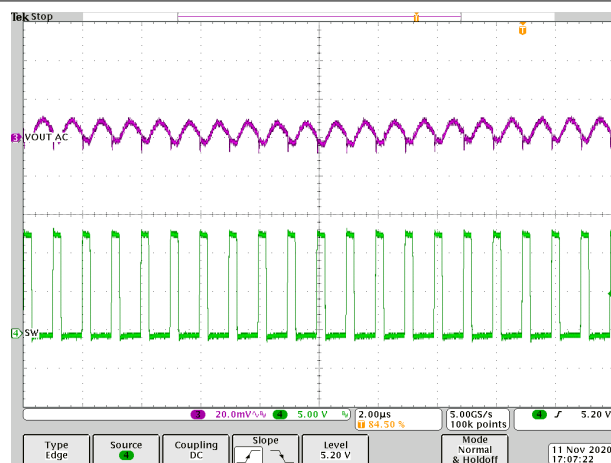 Tek Stop
T
T
3 VOUT AC
4 SW
3 20.0mV 4 5.00 V 2.00µs 5.00GS/s 4 5.20 V
T 84.50 % 100k points
Type Source Coupling Slope Level Mode
Edge 4 DC 5.20 V Normal
& Holdoff
11 Nov 2020
17:07:22